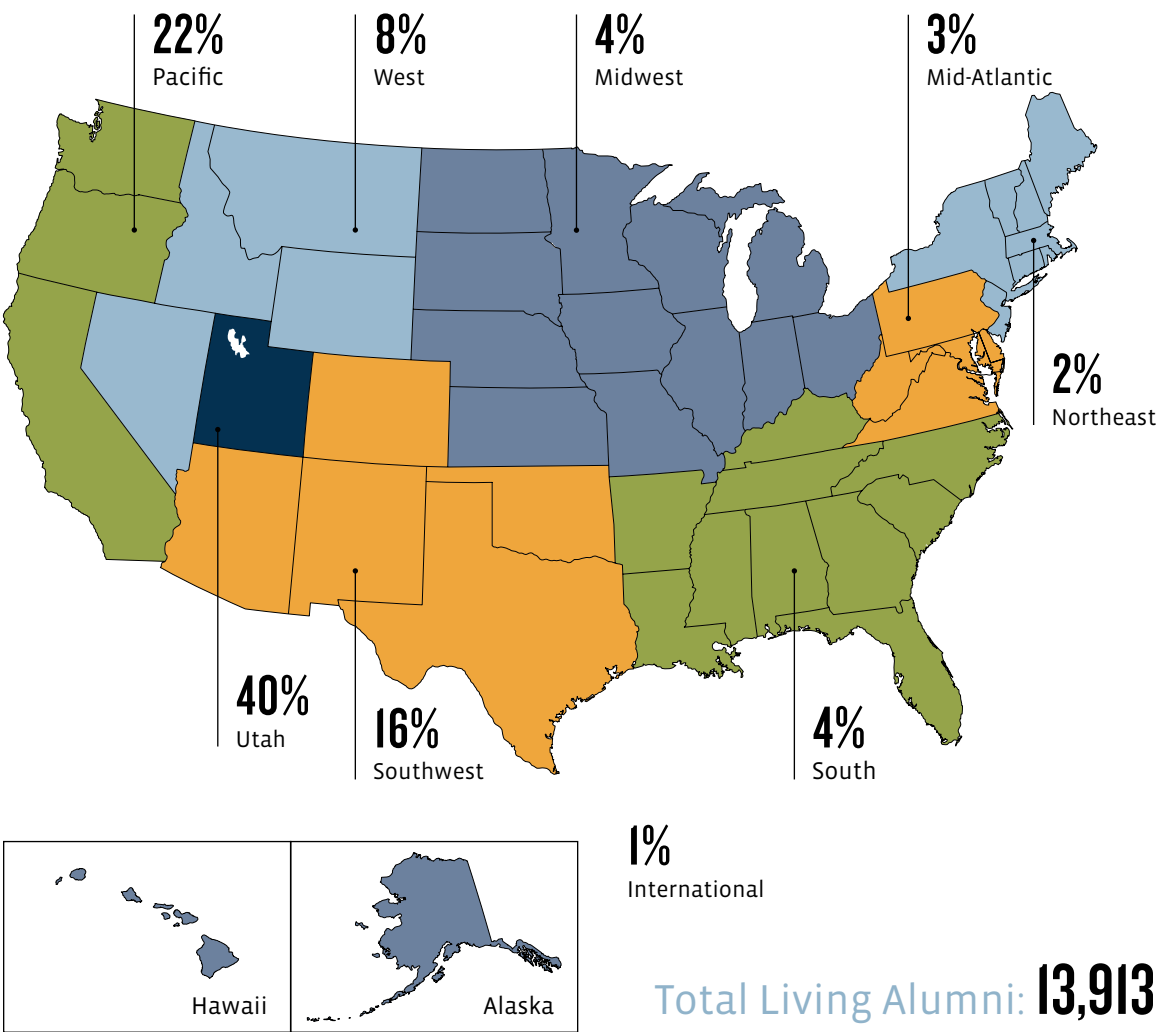 22%
Pacific
8%
West
4%
Midwest
3%
Mid-Atlantic
2%
Northeast
40%
Utah
16%
Southwest
4%
South
1%
International
Hawaii
Alaska
Total Living Alumni: 13,913